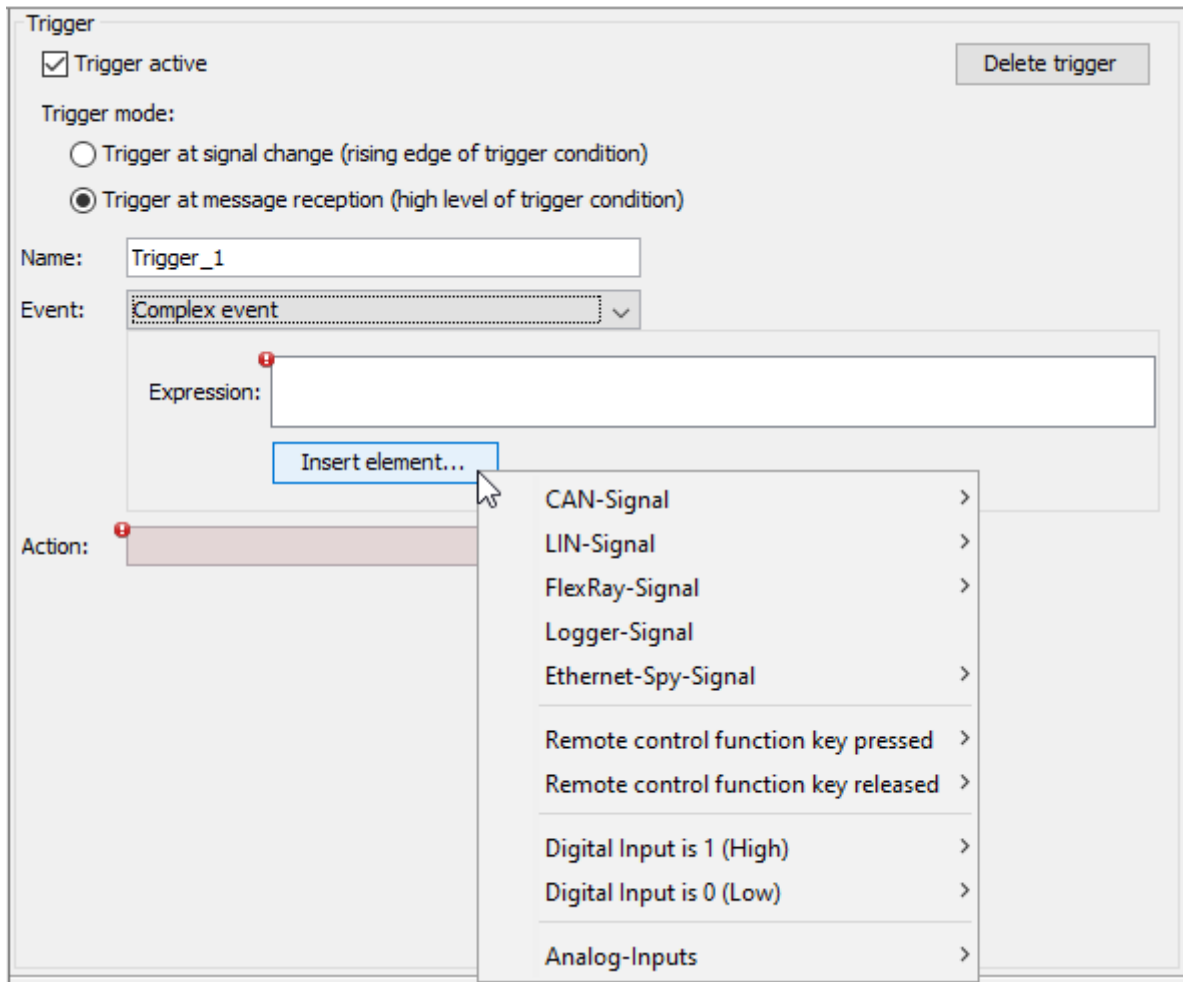 Trigger
Trigger active
Delete trigger
Trigger mode:
Trigger at signal change (rising edge of trigger condition)
Trigger at message reception (high level of trigger condition)
Name: Trigger_1
Event: Complex event
Expression:
Insert element...
CAN-Signal
LIN-Signal
Action:
FlexRay-Signal
Logger-Signal
Ethernet-Spy-Signal
Remote control function key pressed
Remote control function key released
Digital Input is 1 (High)
Digital Input is 0 (Low)
Analog-Inputs